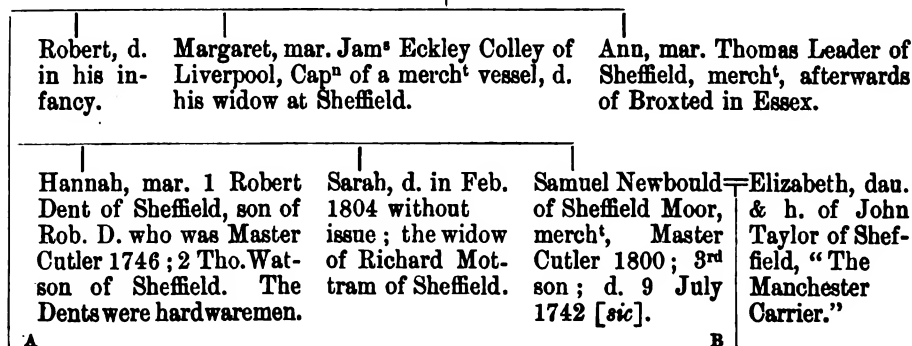 Robert, d.
in his in-
fancy.
Margaret, mar. Jamˢ Eckley Colley of
Liverpool, Capⁿ of a merchᵗ vessel, d.
his widow at Sheffield.
Ann, mar. Thomas Leader of
Sheffield, merchᵗ, afterwards
of Broxted in Essex.
Hannah, mar. 1 Robert
Dent of Sheffield, son of
Rob. D. who was Master
Cutler 1746; 2 Tho. Wat-
son of Sheffield. The
Dents were hardwaremen.
Sarah, d. in Feb.
1804 without
issue; the widow
of Richard Mot-
tram of Sheffield.
Samuel Newbould
of Sheffield Moor,
merchᵗ, Master
Cutler 1800; 3ʳᵈ
son; d. 9 July
1742 [sic].
Elizabeth, dau.
& h. of John
Taylor of Shef-
field, "The
Manchester
Carrier."
A
B